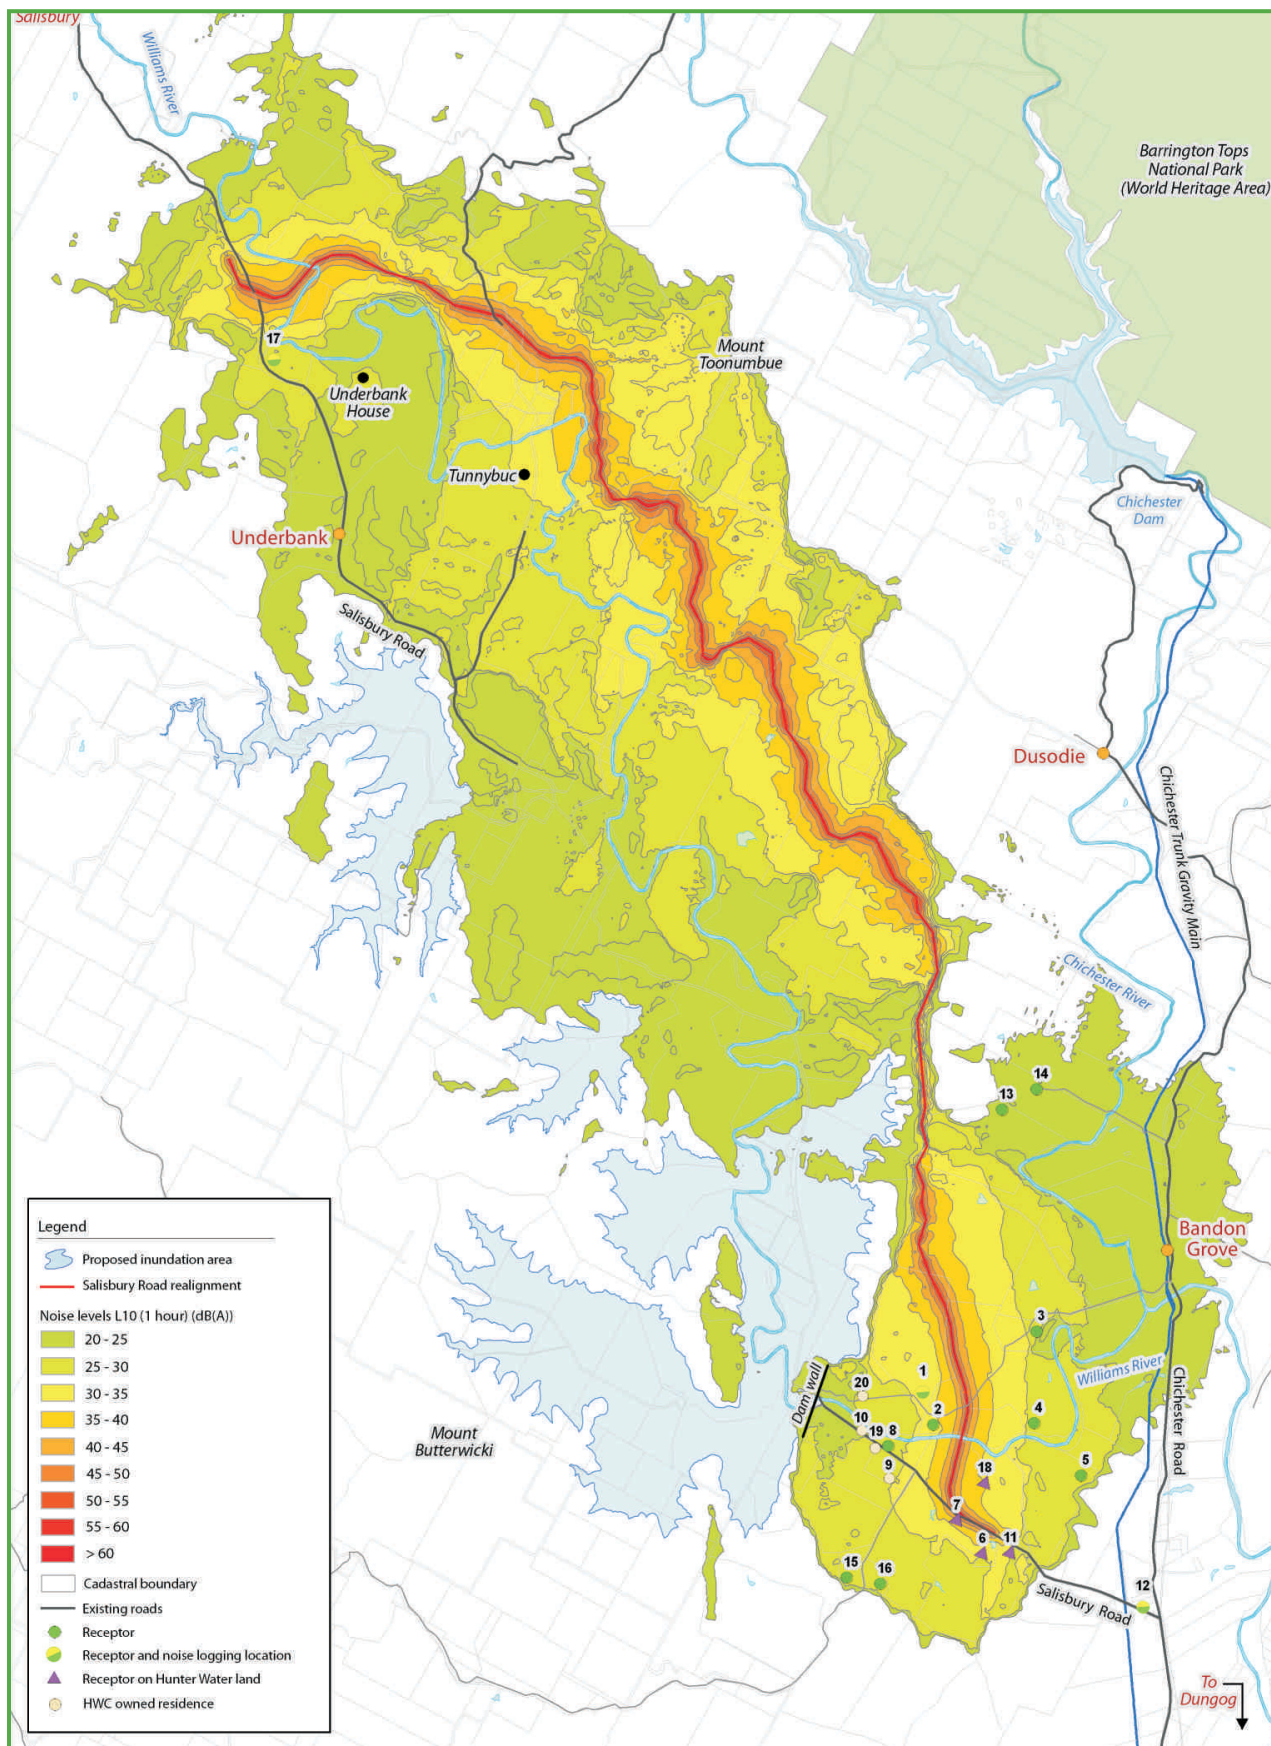 Salisbury
Williams River
Barrington Tops
National Park
(World Heritage Area)
17
Mount
Toonumbue
Underbank
House
Tunnybuc
Underbank
Chichester
Dam
Salisbury Road
Dusodie
Chichester Trunk Gravity Main
Chichester River
14
13
Bandon
Grove
3
Williams River
Chichester Road
Dam wall
20
1
10
2
4
19
8
9
18
5
7
6
11
15
16
12
Salisbury Road
Mount
Butterwicki
To
Dungog
Legend
Proposed inundation area
Salisbury Road realignment
Noise levels L10 (1 hour) (dB(A))
20 - 25
25 - 30
30 - 35
35 - 40
40 - 45
45 - 50
50 - 55
55 - 60
> 60
Cadastral boundary
Existing roads
Receptor
Receptor and noise logging location
Receptor on Hunter Water land
HWC owned residence